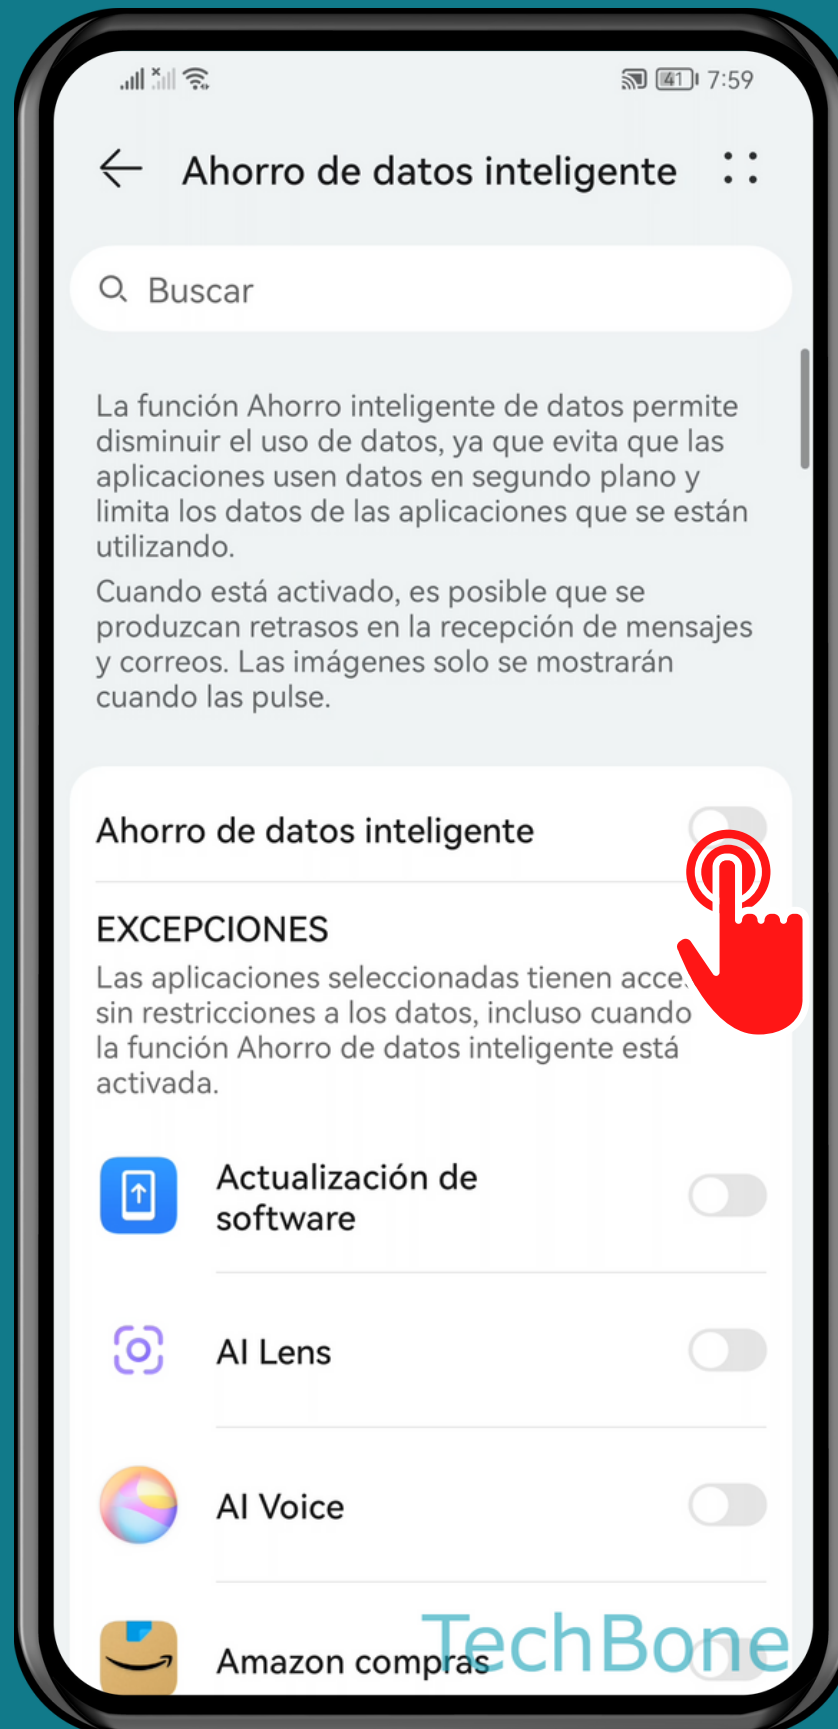 41 7:59
Ahorro de datos inteligente
Buscar
La función Ahorro inteligente de datos permite
disminuir el uso de datos, ya que evita que las
aplicaciones usen datos en segundo plano y
limita los datos de las aplicaciones que se están
utilizando.
Cuando está activado, es posible que se
produzcan retrasos en la recepción de mensajes
y correos. Las imágenes solo se mostrarán
cuando las pulse.
Ahorro de datos inteligente
EXCEPCIONES
Las aplicaciones seleccionadas tienen acce
sin restricciones a los datos, incluso cuando
la función Ahorro de datos inteligente está
activada.
Actualización de
software
AI Lens
AI Voice
Amazon compras
TechBone